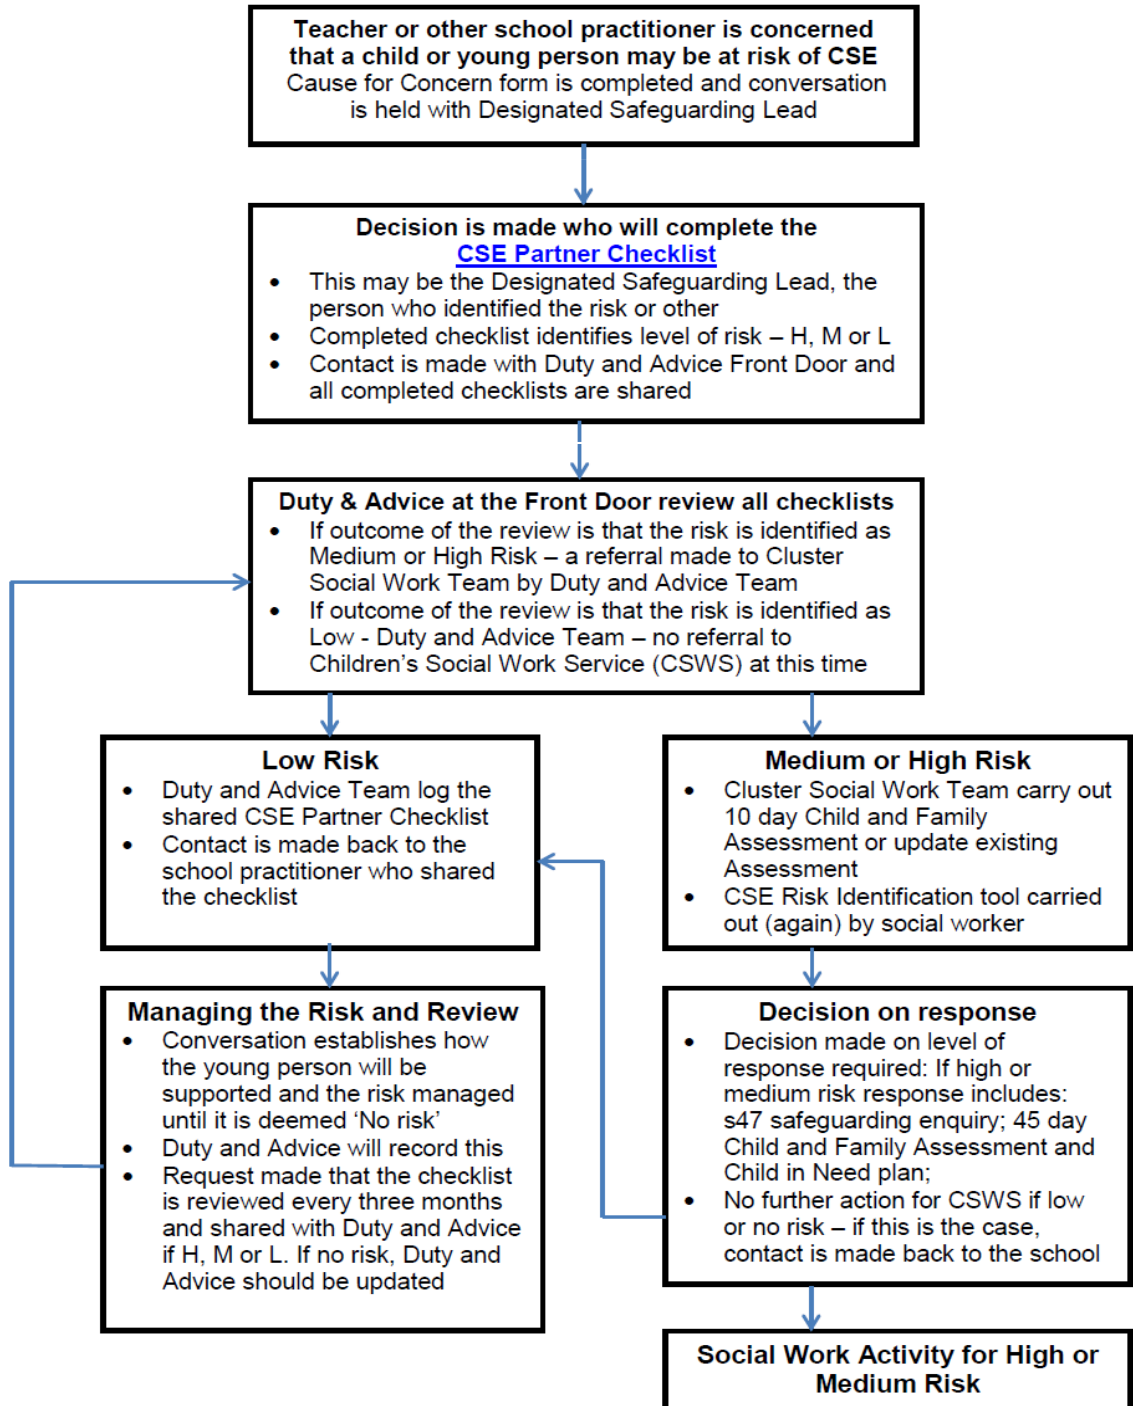 Teacher or other school practitioner is concerned
that a child or young person may be at risk of CSE
Cause for Concern form is completed and conversation
is held with Designated Safeguarding Lead
Decision is made who will complete the
CSE Partner Checklist
• This may be the Designated Safeguarding Lead, the
person who identified the risk or other
• Completed checklist identifies level of risk – H, M or L
• Contact is made with Duty and Advice Front Door and
all completed checklists are shared
Duty & Advice at the Front Door review all checklists
• If outcome of the review is that the risk is identified as
Medium or High Risk – a referral made to Cluster
Social Work Team by Duty and Advice Team
• If outcome of the review is that the risk is identified as
Low - Duty and Advice Team – no referral to
Children's Social Work Service (CSWS) at this time
Low Risk
• Duty and Advice Team log the
shared CSE Partner Checklist
• Contact is made back to the
school practitioner who shared
the checklist
Medium or High Risk
• Cluster Social Work Team carry out
10 day Child and Family
Assessment or update existing
Assessment
• CSE Risk Identification tool carried
out (again) by social worker
Managing the Risk and Review
• Conversation establishes how
the young person will be
supported and the risk managed
until it is deemed ‘No risk’
• Duty and Advice will record this
• Request made that the checklist
is reviewed every three months
and shared with Duty and Advice
if H, M or L. If no risk, Duty and
Advice should be updated
Decision on response
• Decision made on level of
response required: If high or
medium risk response includes:
s47 safeguarding enquiry; 45 day
Child and Family Assessment and
Child in Need plan;
• No further action for CSWS if low
or no risk – if this is the case,
contact is made back to the school
Social Work Activity for High or
Medium Risk